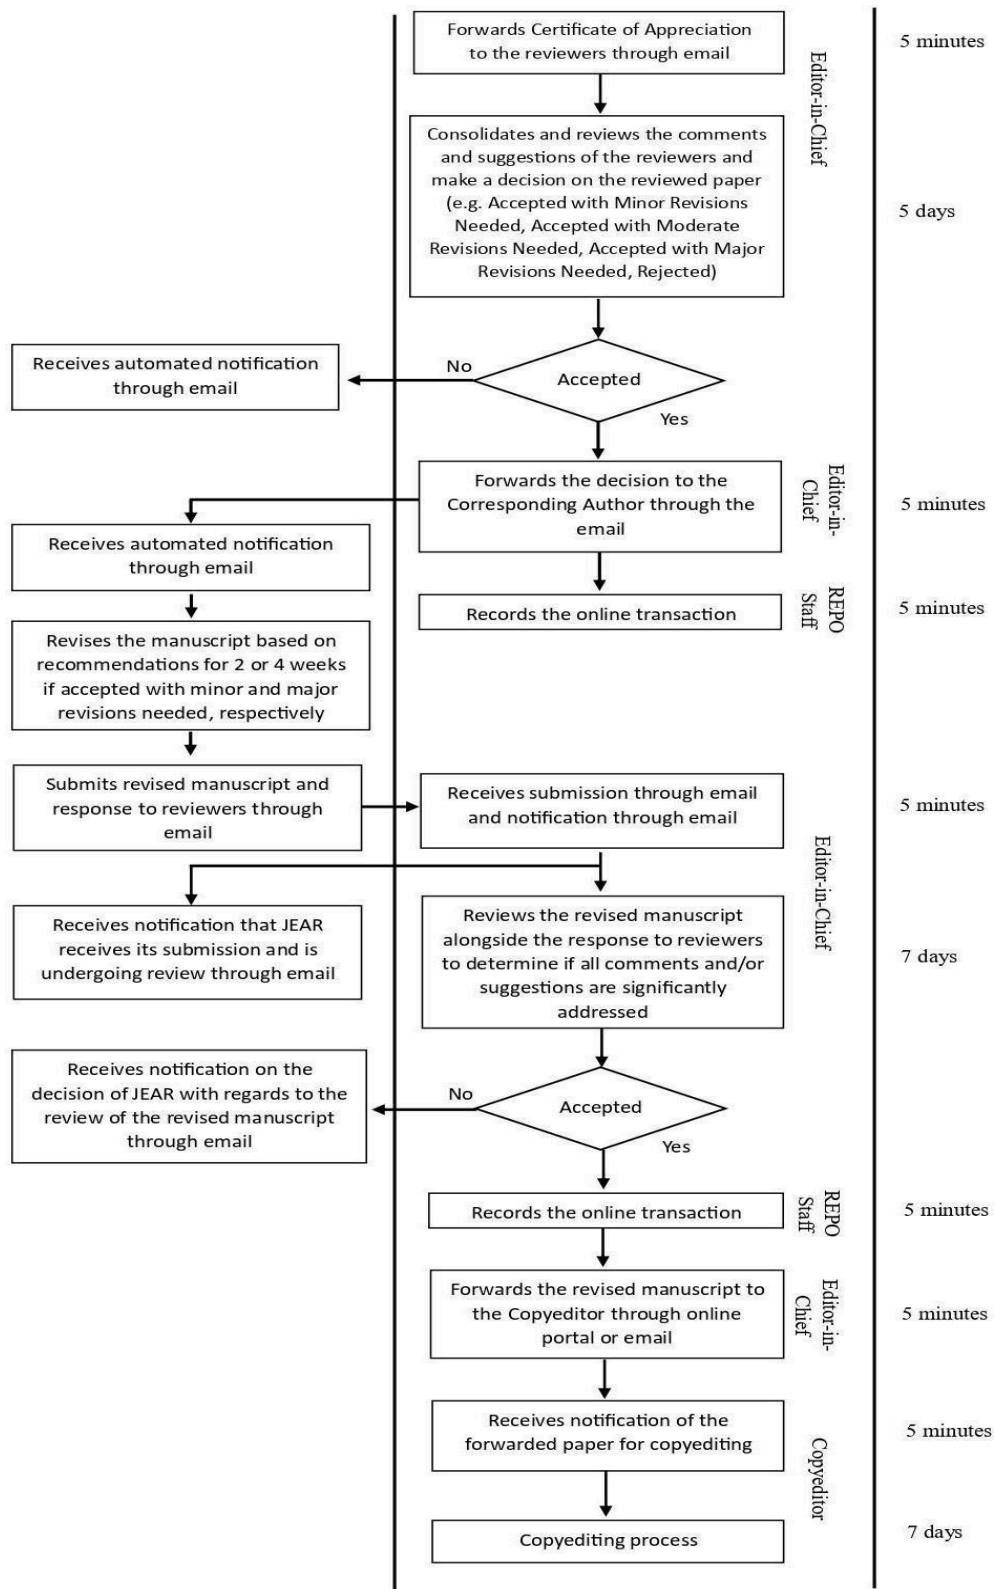 Forwards Certificate of Appreciation
to the reviewers through email
Editor-in-Chief
5 minutes
Consolidates and reviews the comments
and suggestions of the reviewers and
make a decision on the reviewed paper
(e.g. Accepted with Minor Revisions
Needed, Accepted with Moderate
Revisions Needed, Accepted with Major
Revisions Needed, Rejected)
5 days
Receives automated notification
through email
No
Accepted
Yes
Forwards the decision to the
Corresponding Author through the
email
Editor-in-
Chief
5 minutes
Receives automated notification
through email
Records the online transaction
REPO
Staff
5 minutes
Revises the manuscript based on
recommendations for 2 or 4 weeks
if accepted with minor and major
revisions needed, respectively
Submits revised manuscript and
response to reviewers through
email
Receives submission through email
and notification through email
5 minutes
Editor-in-Chief
Receives notification that JEAR
receives its submission and is
undergoing review through email
Reviews the revised manuscript
alongside the response to reviewers
to determine if all comments and/or
suggestions are significantly
addressed
7 days
Receives notification on the
decision of JEAR with regards to the
review of the revised manuscript
through email
No
Accepted
Yes
Records the online transaction
REPO
Staff
5 minutes
Forwards the revised manuscript to
the Copyeditor through online
portal or email
Editor-in-
Chief
5 minutes
Receives notification of the
forwarded paper for copyediting
5 minutes
Copyeditor
Copyediting process
7 days